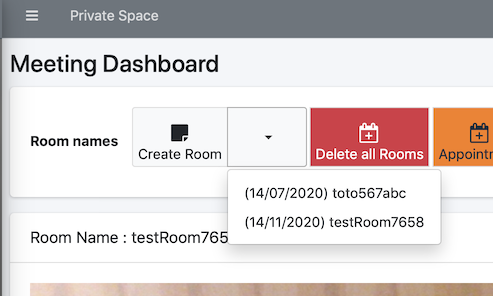 Private Space
Meeting Dashboard
Room names
Create Room
Delete all Rooms
(14/07/2020) toto567abc
(14/11/2020) testRoom7658
Room Name : testRoom765